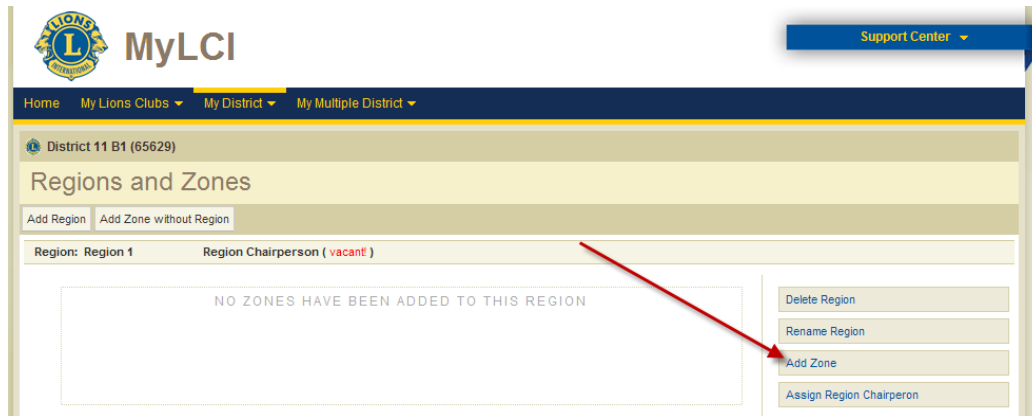 LIONS
L
INTERNATIONAL
MyLCI
Support Center
Home My Lions Clubs My District My Multiple District
District 11 B1 (65629)
Regions and Zones
Add Region Add Zone without Region
Region: Region 1 Region Chairperson ( vacant! )
NO ZONES HAVE BEEN ADDED TO THIS REGION
Delete Region
Rename Region
Add Zone
Assign Region Chairperon